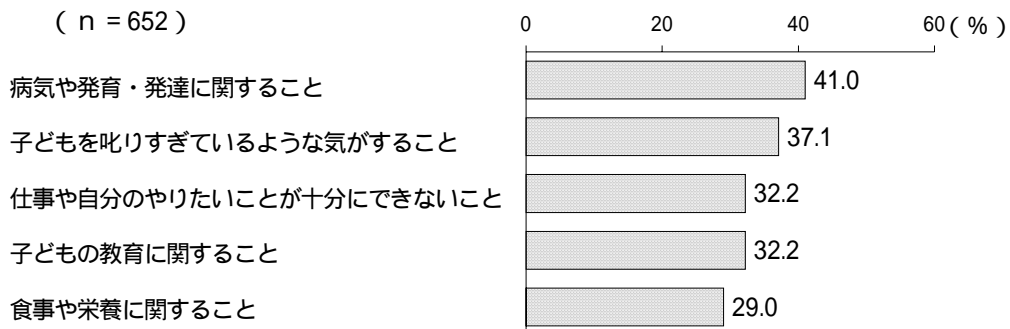 （ｎ＝652）
0 20 40 60（％）
病気や発育・発達に関すること 41.0
子どもを叱りすぎているような気がすること 37.1
仕事や自分のやりたいことが十分にできないこと 32.2
子どもの教育に関すること 32.2
食事や栄養に関すること 29.0